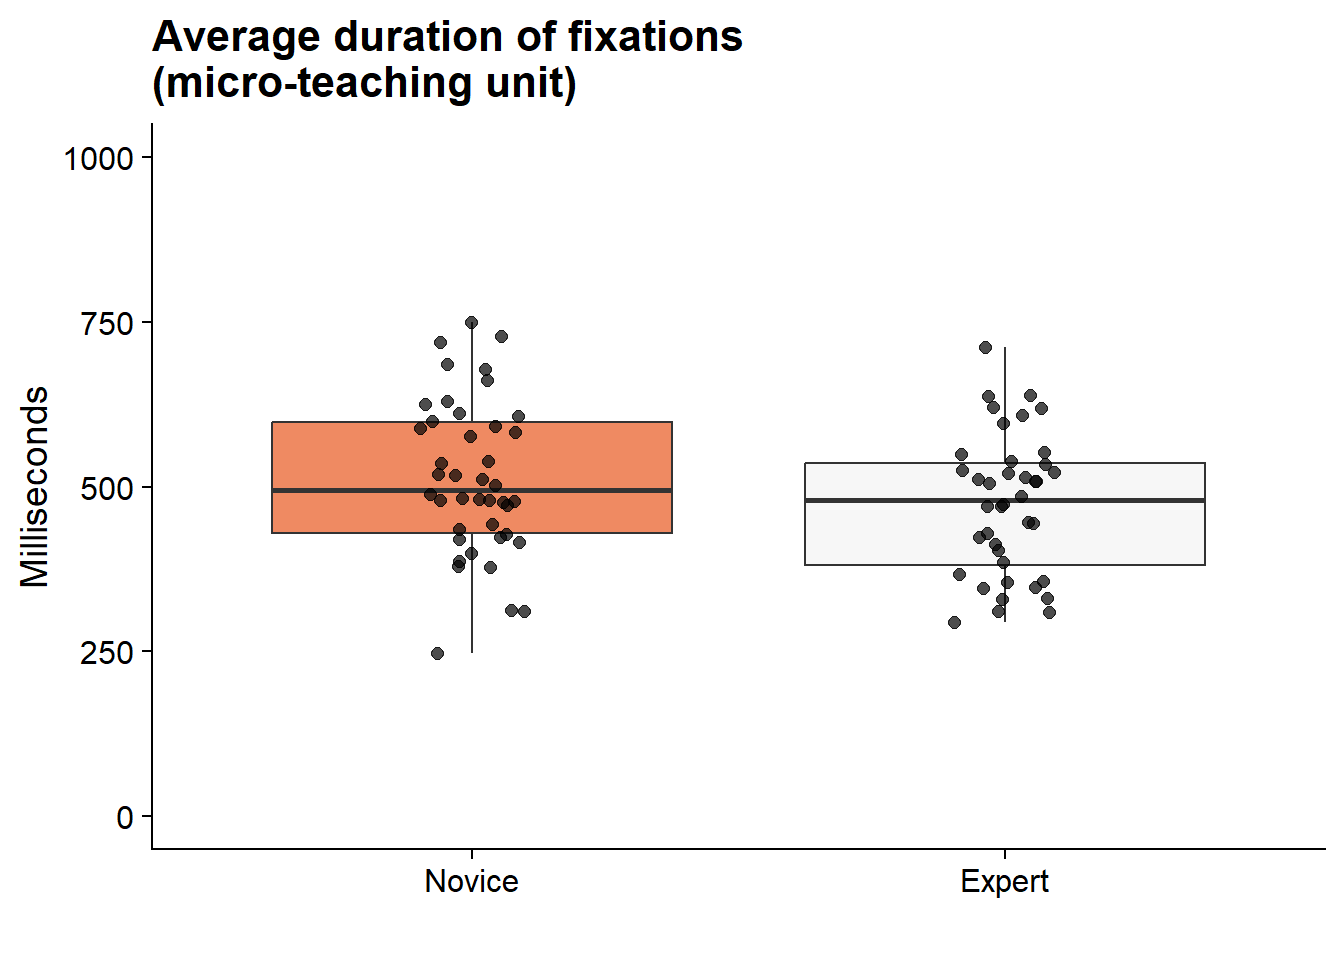 Average duration of fixations
(micro-teaching unit)
1000
750
500
250
0
Milliseconds
Novice
Expert